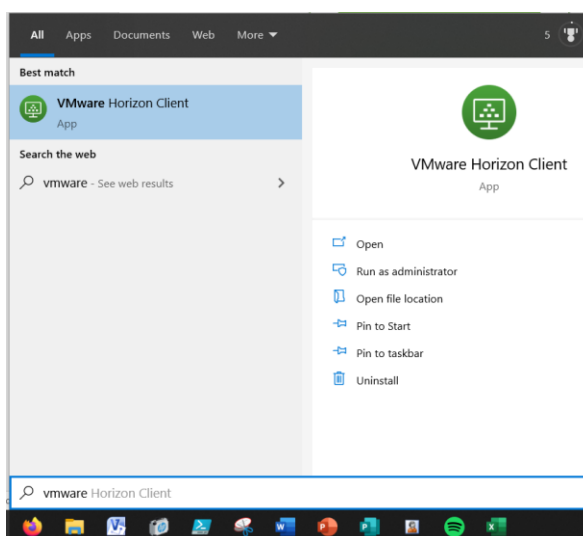 All Apps Documents Web More 5
Best match
VMware Horizon Client
App
Search the web
vmware - See web results
VMware Horizon Client
App
Open
Run as administrator
Open file location
Pin to Start
Pin to taskbar
Uninstall
vmware Horizon Client